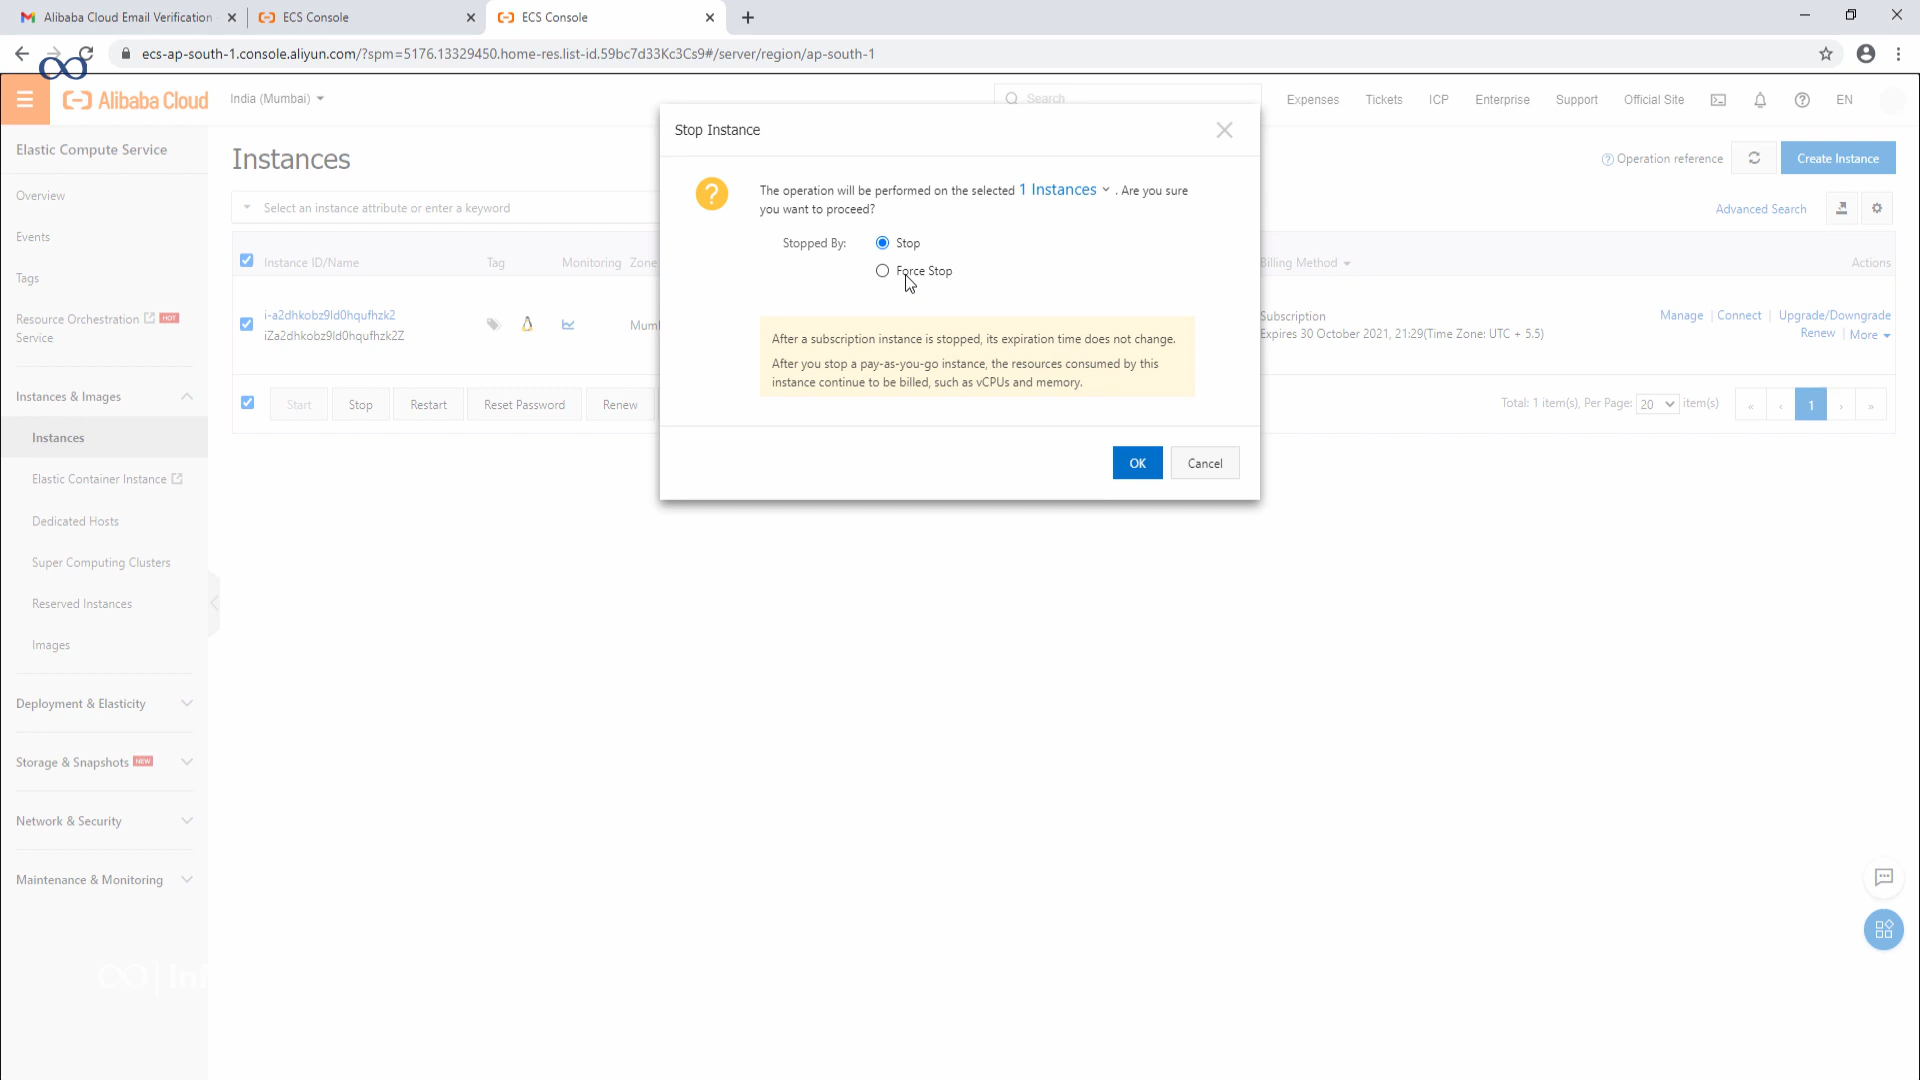 Alibaba Cloud Email Verification
ECS Console
ECS Console
ecs-ap-south-1.console.aliyun.com/?spm=5176.13329450.home-res.list-id.59bc7d33Kc3Cs9#/server/region/ap-south-1
Alibaba Cloud
India (Mumbai)
Search
Expenses
Tickets
ICP
Enterprise
Support
Official Site
EN
Elastic Compute Service
Overview
Events
Tags
Resource Orchestration
Service
HOT
Instances & Images
Instances
Elastic Container Instance
Dedicated Hosts
Super Computing Clusters
Reserved Instances
Images
Deployment & Elasticity
Storage & Snapshots NEW
Network & Security
Maintenance & Monitoring
Instances
Operation reference
Create Instance
Select an instance attribute or enter a keyword
Advanced Search
Instance ID/Name
Tag
Monitoring
Zone
Billing Method
Actions
i-a2dhkobz9ld0hqufhzk2
iZa2dhkobz9ld0hqufhzk2Z
Subscription
Expires 30 October 2021, 21:29(Time Zone: UTC + 5.5)
Manage | Connect | Upgrade/Downgrade
Renew | More
Start
Stop
Restart
Reset Password
Renew
Total: 1 item(s), Per Page: 20 item(s)
« ‹ 1 › »
Stop Instance
The operation will be performed on the selected 1 Instances . Are you sure
you want to proceed?
Stopped By:
Stop
Force Stop
After a subscription instance is stopped, its expiration time does not change.
After you stop a pay-as-you-go instance, the resources consumed by this
instance continue to be billed, such as vCPUs and memory.
OK
Cancel